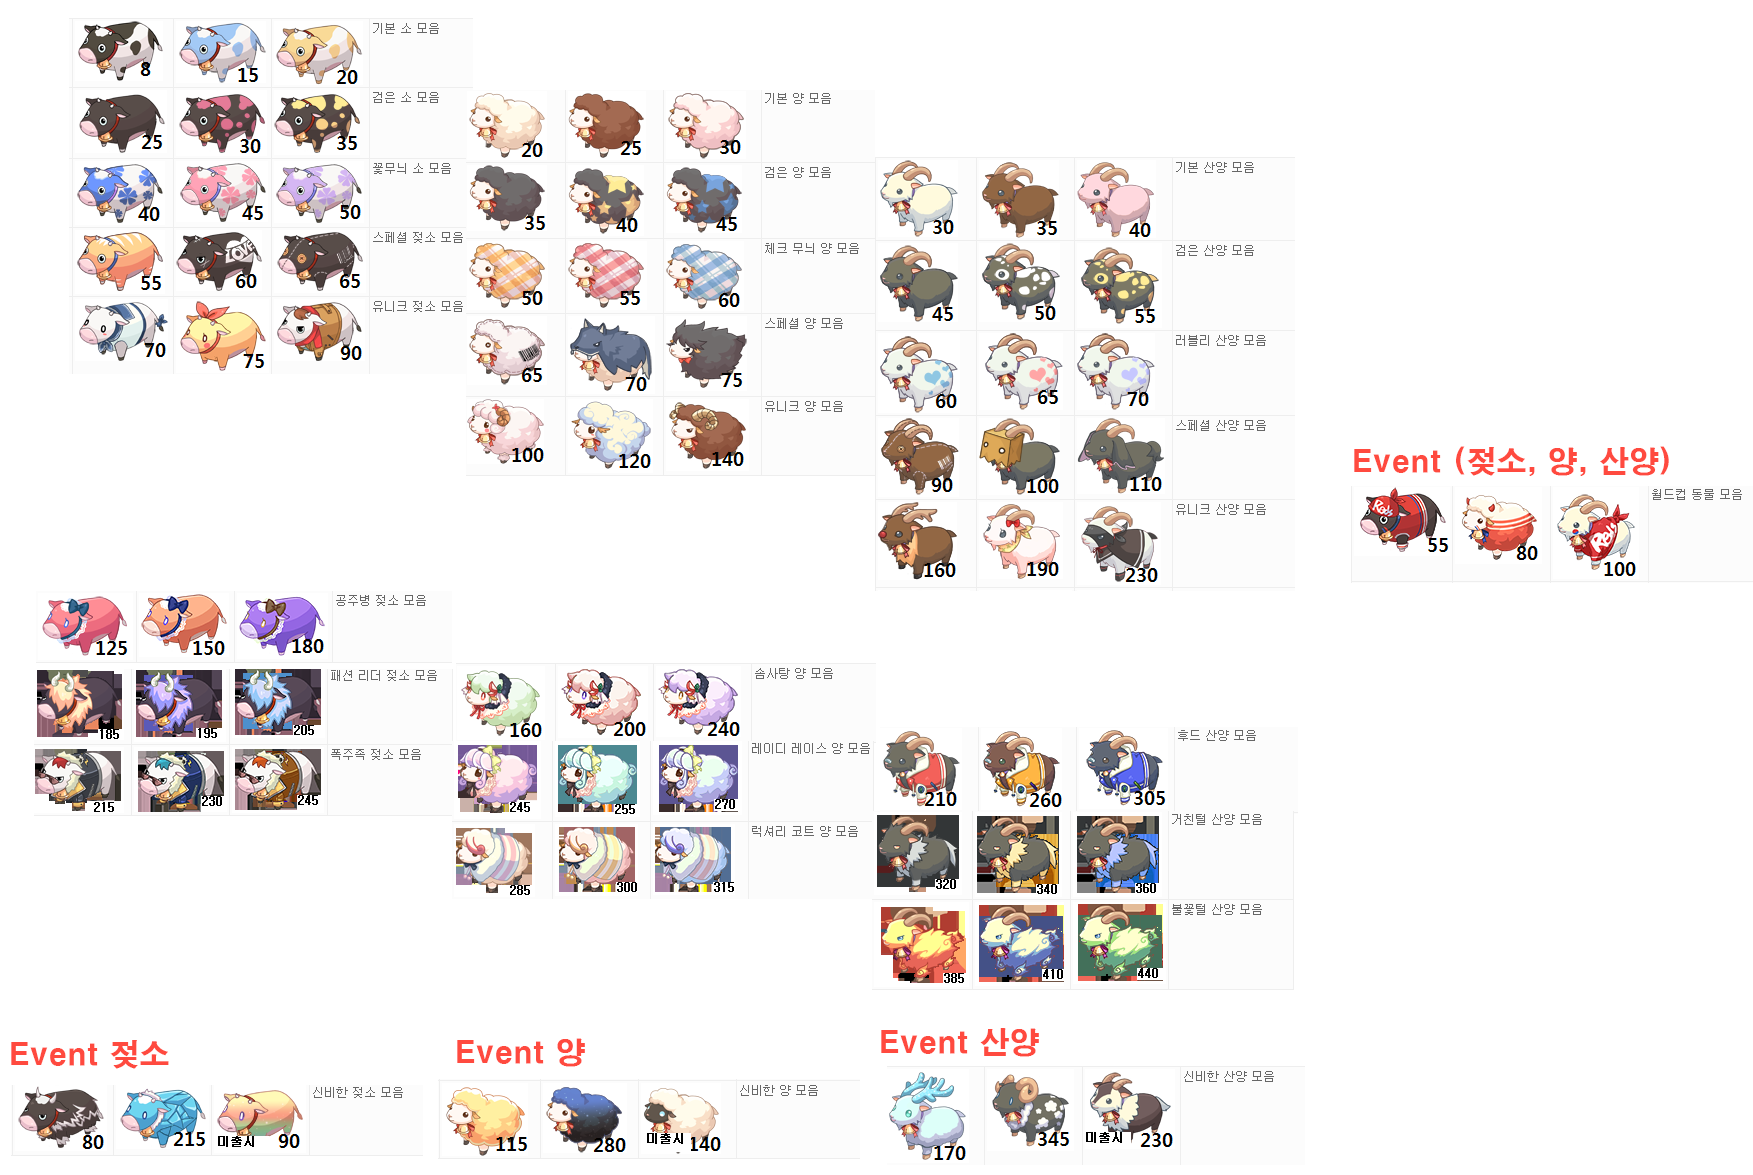 8 15 20 기본 소 모음
25 30 35 검은 소 모음
40 45 50 꽃무늬 소 모음
55 60 65 스페셜 젖소 모음
LOVE
70 75 90 유니크 젖소 모음
20 25 30 기본 양 모음
35 40 45 검은 양 모음
50 55 60 체크 무늬 양 모음
65 70 75 스페셜 양 모음
100 120 140 유니크 양 모음
30 35 40 기본 산양 모음
45 50 55 검은 산양 모음
60 65 70 러블리 산양 모음
90 100 110 스페셜 산양 모음
160 190 230 유니크 산양 모음
Event (젖소, 양, 산양)
55 80 100 월드컵 동물 모음
125 150 180 공주병 젖소 모음
185 195 205 패션 리더 젖소 모음
215 230 245 폭주족 젖소 모음
160 200 240 솜사탕 양 모음
245 255 270 레이디 레이스 양 모음
285 300 315 럭셔리 코트 양 모음
210 260 305 후드 산양 모음
320 340 360 거친털 산양 모음
385 410 440 불꽃털 산양 모음
Event 젖소
80 215 미출시 90 신비한 젖소 모음
Event 양
115 280 미출시 140 신비한 양 모음
Event 산양
170 345 미출시 230 신비한 산양 모음